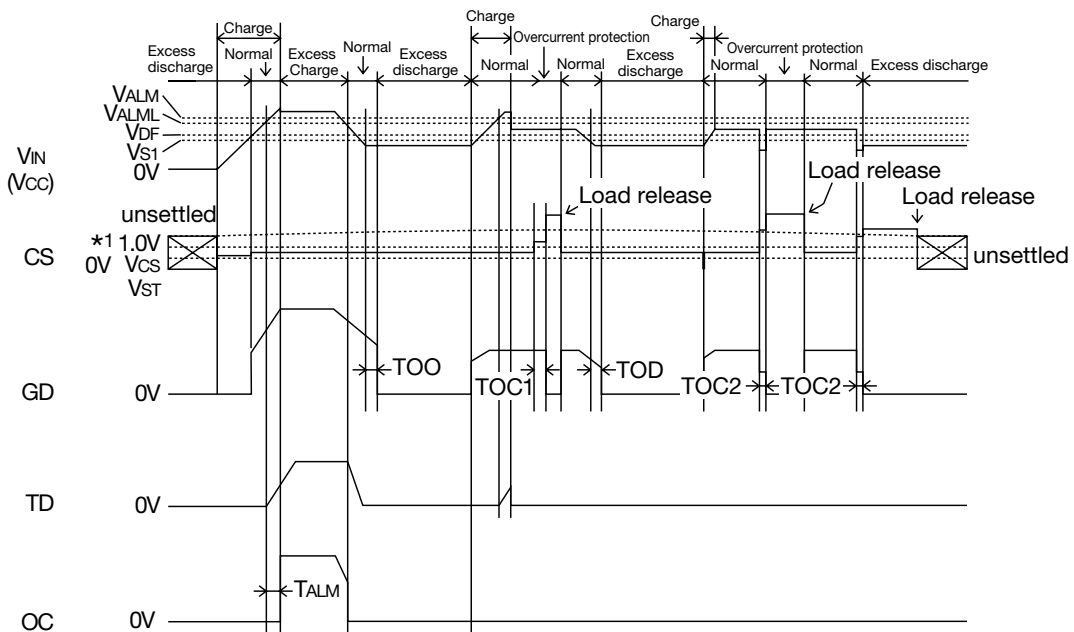 Charge
Charge
Charge
Excess discharge
Normal
Excess Charge
Normal
Excess discharge
Normal
Overcurrent protection
Normal
Excess discharge
Normal
Overcurrent protection
Normal
Excess discharge
VALM
VALML
VDF
VS1
VIN (VCC)
0V
Load release
Load release
Load release
unsettled
*1 1.0V
CS
0V VCS
VST
unsettled
TOO
TOC1
TOD
TOC2
TOC2
GD
0V
TD
0V
TALM
OC
0V